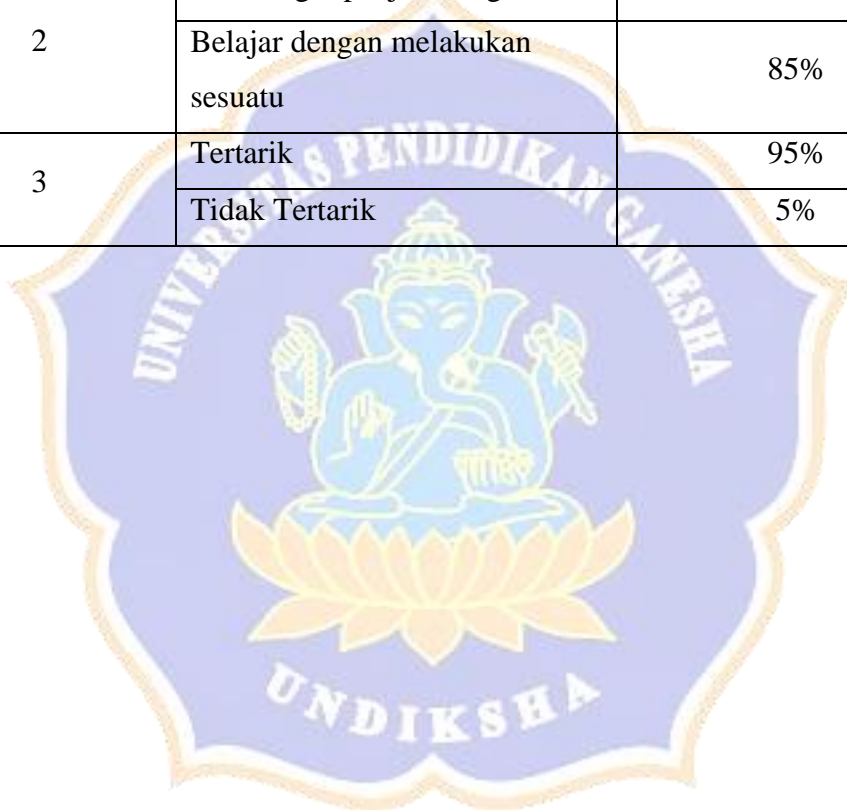 2
Belajar dengan melakukan
sesuatu
85%
3
Tertarik
95%
Tidak Tertarik
5%
UNIVERSITAS PENDIDIKAN GANESHA
UNDIKSHA